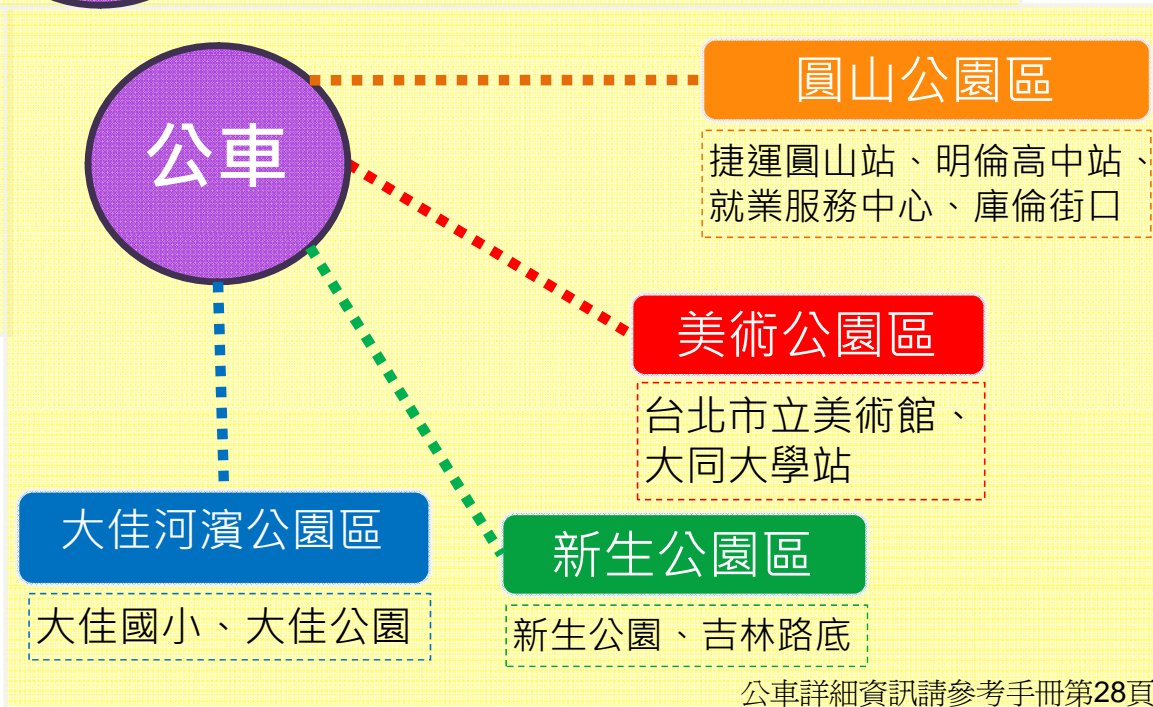 公車
圓山公園區
捷運圓山站、明倫高中站、
就業服務中心、庫倫街口
美術公園區
台北市立美術館、
大同大學站
大佳河濱公園區
大佳國小、大佳公園
新生公園區
新生公園、吉林路底
公車詳細資訊請參考手冊第28頁